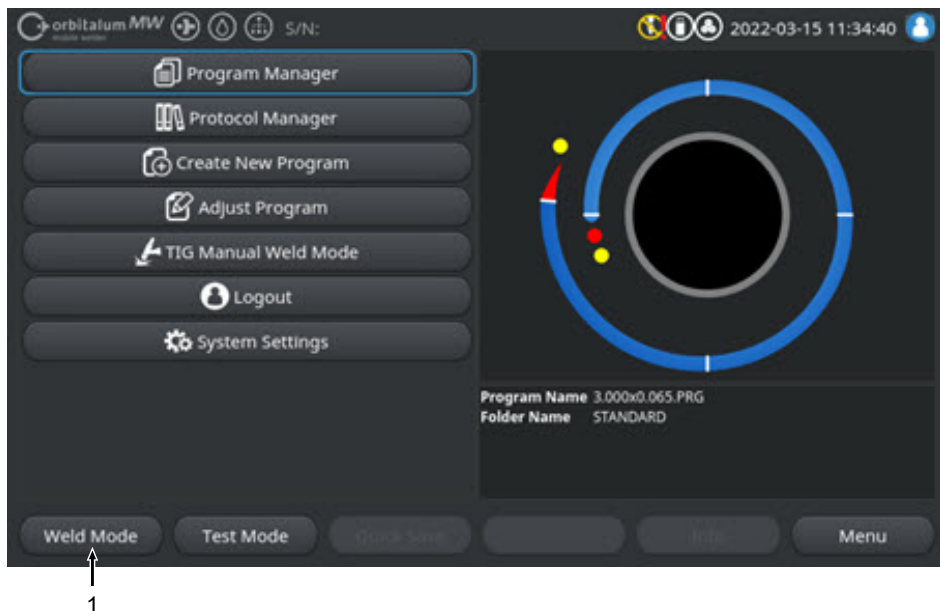 orbitalum MW S/N: 2022-03-15 11:34:40
mobile welder
Program Manager
Protocol Manager
Create New Program
Adjust Program
TIG Manual Weld Mode
Logout
System Settings
Program Name 3.000x0.065.PRG
Folder Name STANDARD
Weld Mode Test Mode Quick Save Info Menu
1